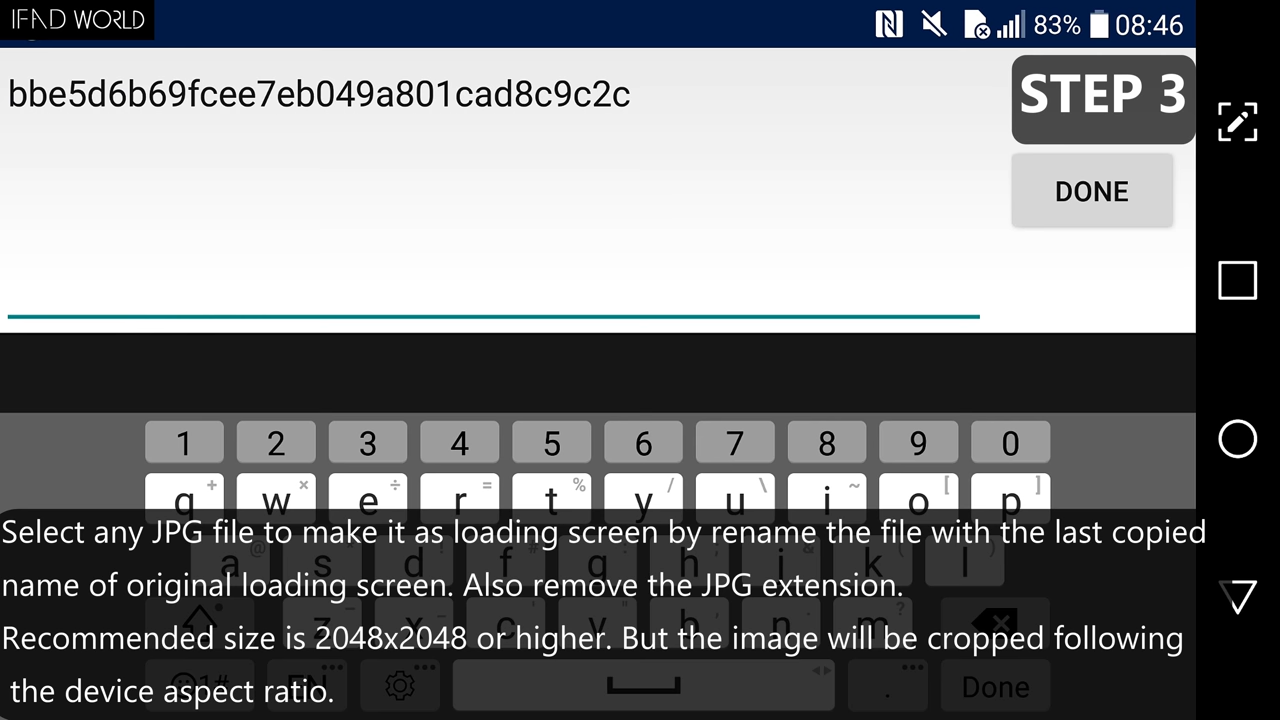 IFAD WORLD
83% 08:46
bbe5d6b69fcee7eb049a801cad8c9c2c
STEP 3
DONE
1 2 3 4 5 6 7 8 9 0
q + w × e ÷ r = t % y / u \ i ~ o [ p ]
Select any JPG file to make it as loading screen by rename the file with the last copied
name of original loading screen. Also remove the JPG extension.
Recommended size is 2048x2048 or higher. But the image will be cropped following
the device aspect ratio.
a @ s d f # g h j & k ( l )
z x c v b n m ?
1# EN . Done